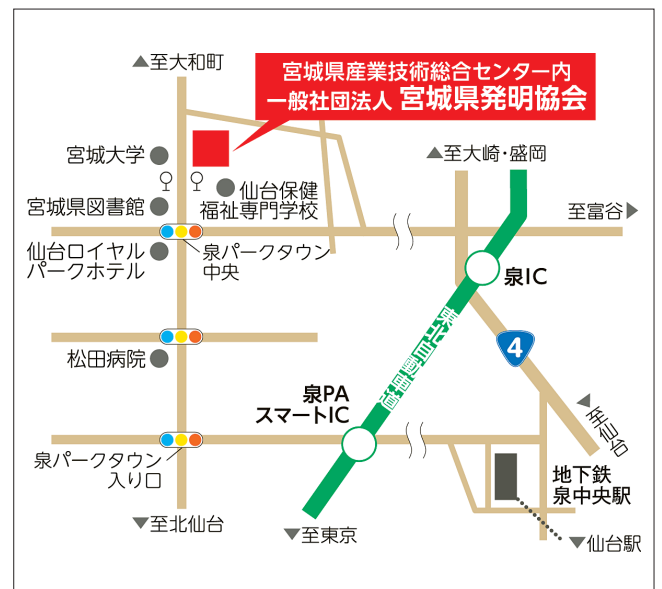 ▲至大和町
宮城県産業技術総合センター内
一般社団法人 宮城県発明協会
宮城大学
▲至大崎・盛岡
仙台保健
福祉専門学校
宮城県図書館
至富谷▶
仙台ロイヤル
パークホテル
泉パークタウン
中央
泉IC
東北自動車道
4
松田病院
泉PA
スマートIC
▲至仙台
泉パークタウン
入り口
地下鉄
泉中央駅
▼至北仙台
▼至東京
▼仙台駅